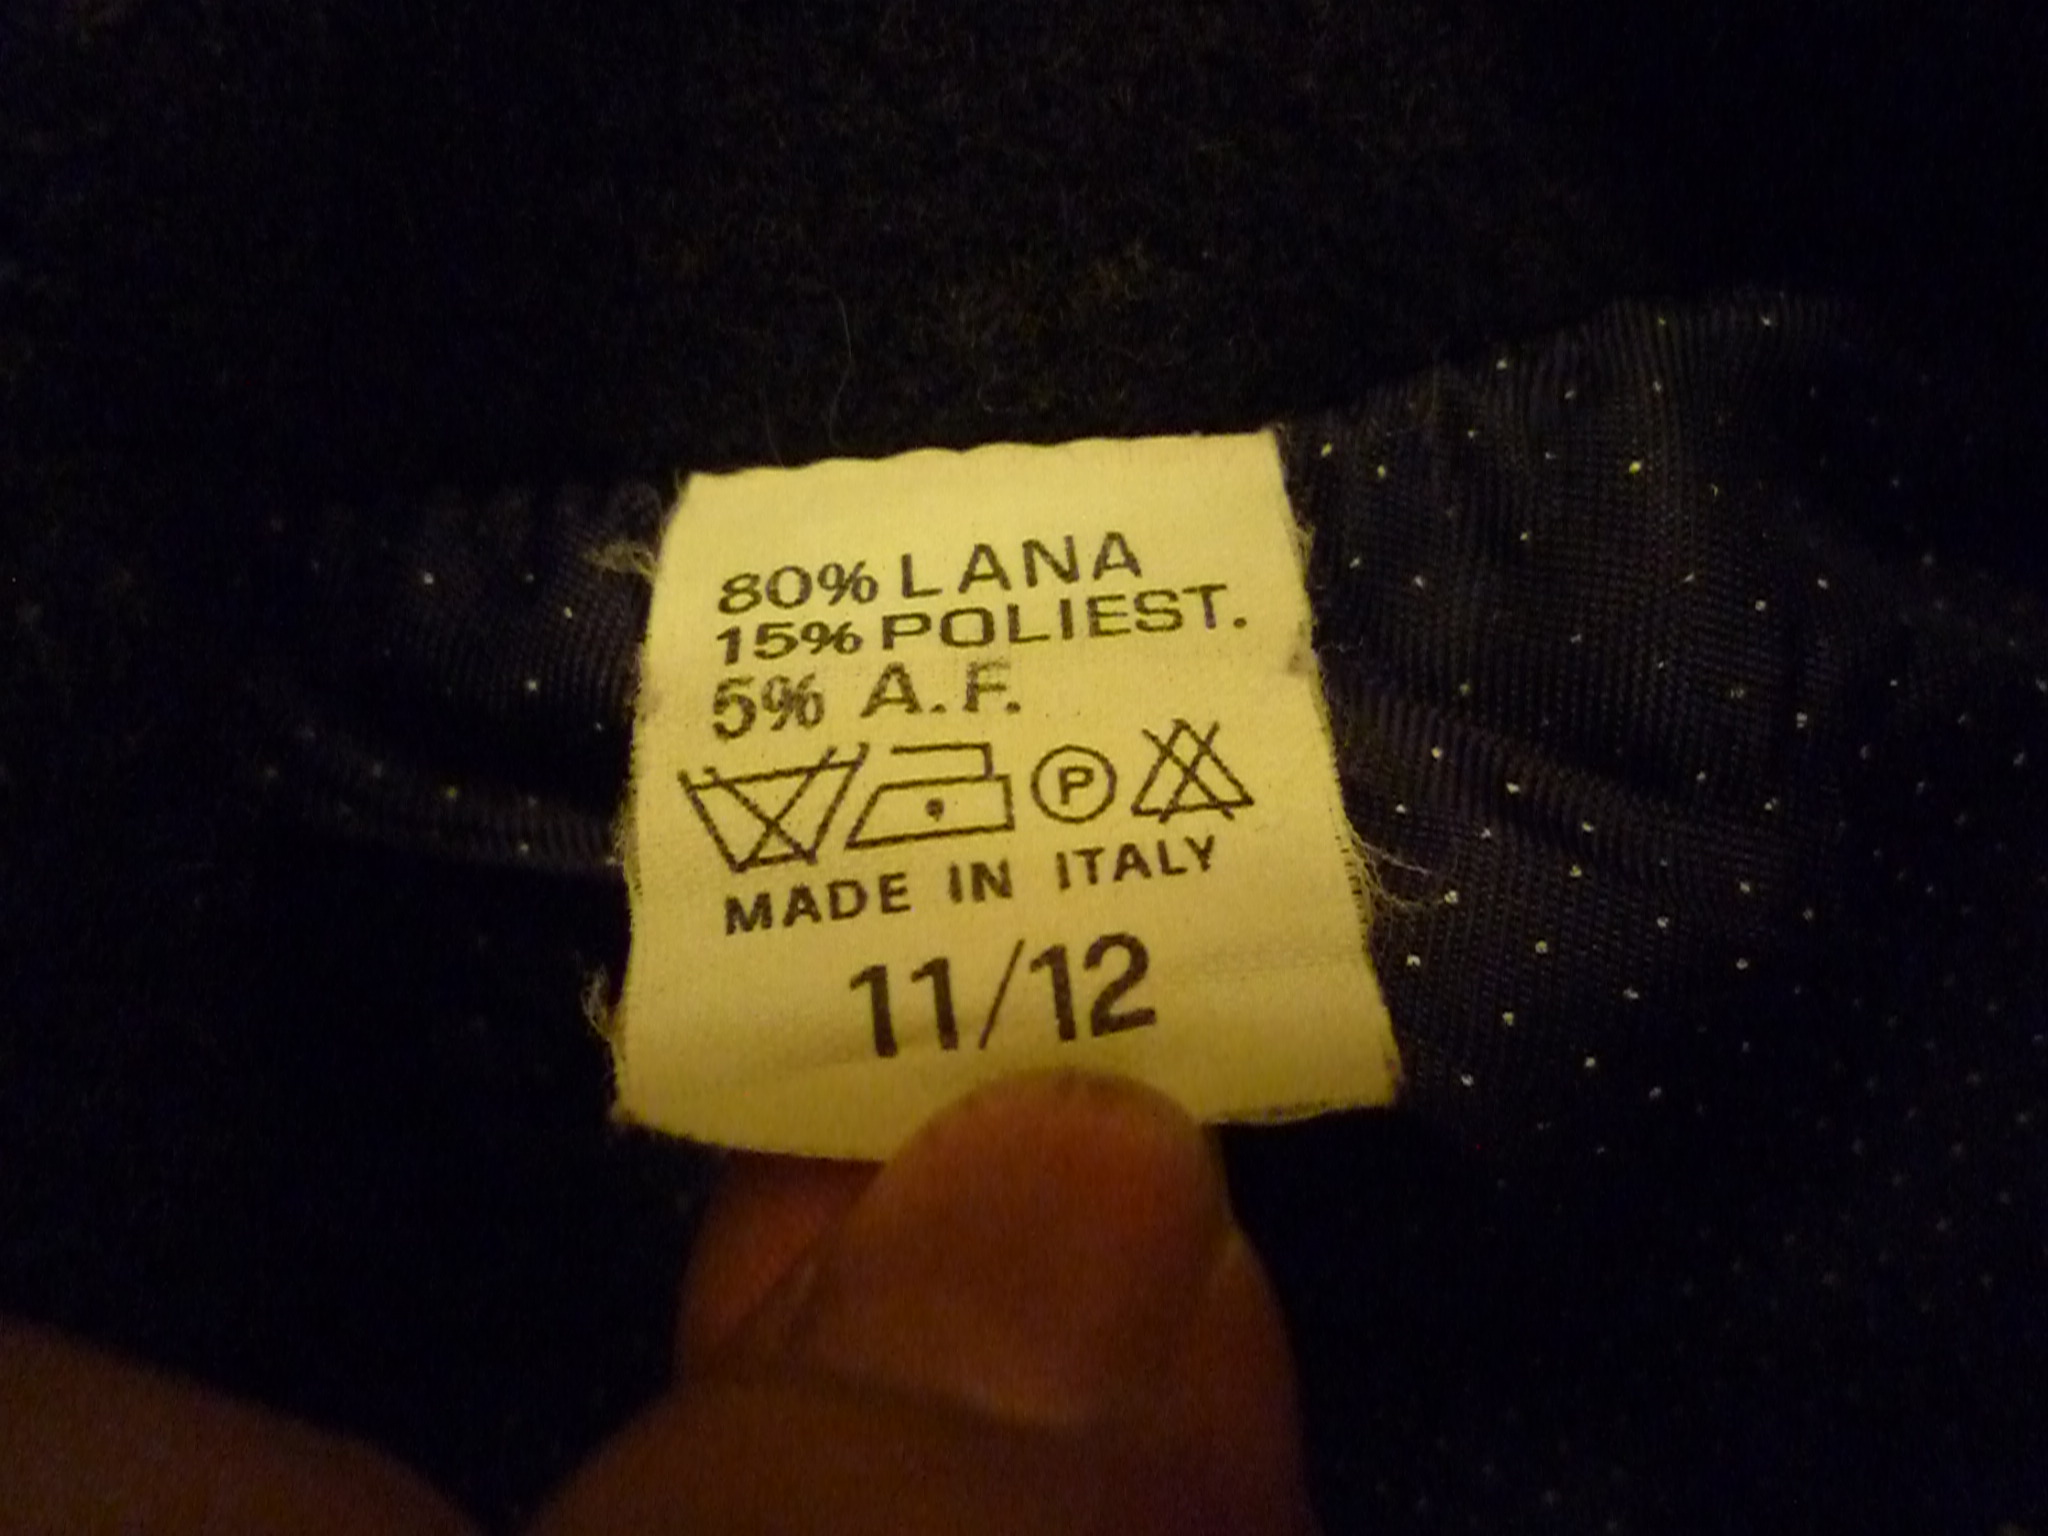 80% LANA
15% POLIEST.
5% A.F.
P
MADE IN ITALY
11/12